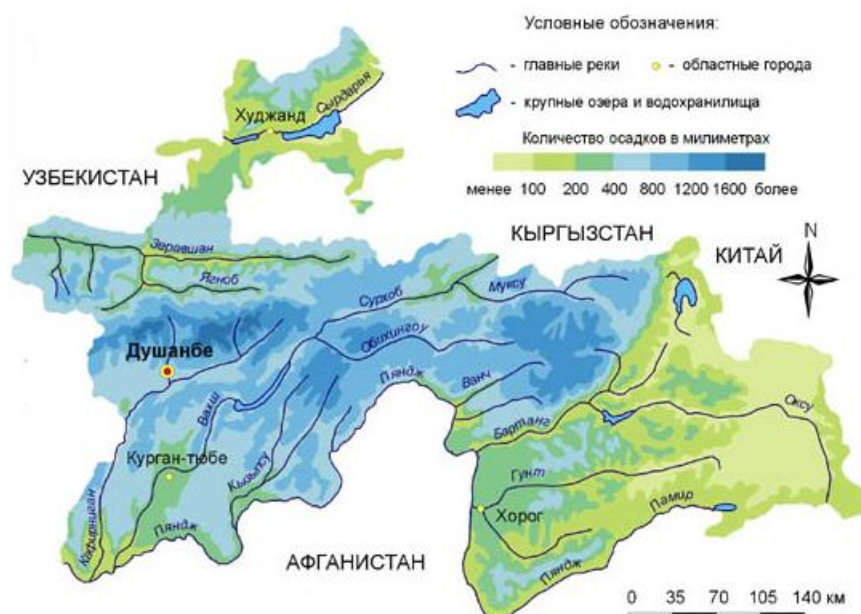 Условные обозначения:
- главные реки
- областные города
- крупные озера и водохранилища
Количество осадков в милиметрах
менее 100 200 400 800 1200 1600 более
Худжанд
Сырдарья
УЗБЕКИСТАН
КЫРГЫЗСТАН
КИТАЙ
N
Зеравшан
Ягноб
Сурхоб
Муксу
Обихингоу
Душанбе
Вахш
Пяндж
Ванч
Бартанг
Оксу
Курган-тюбе
Кызылсу
Гунт
Хорог
Памир
Кафирниган
Пяндж
Пяндж
АФГАНИСТАН
0 35 70 105 140 км